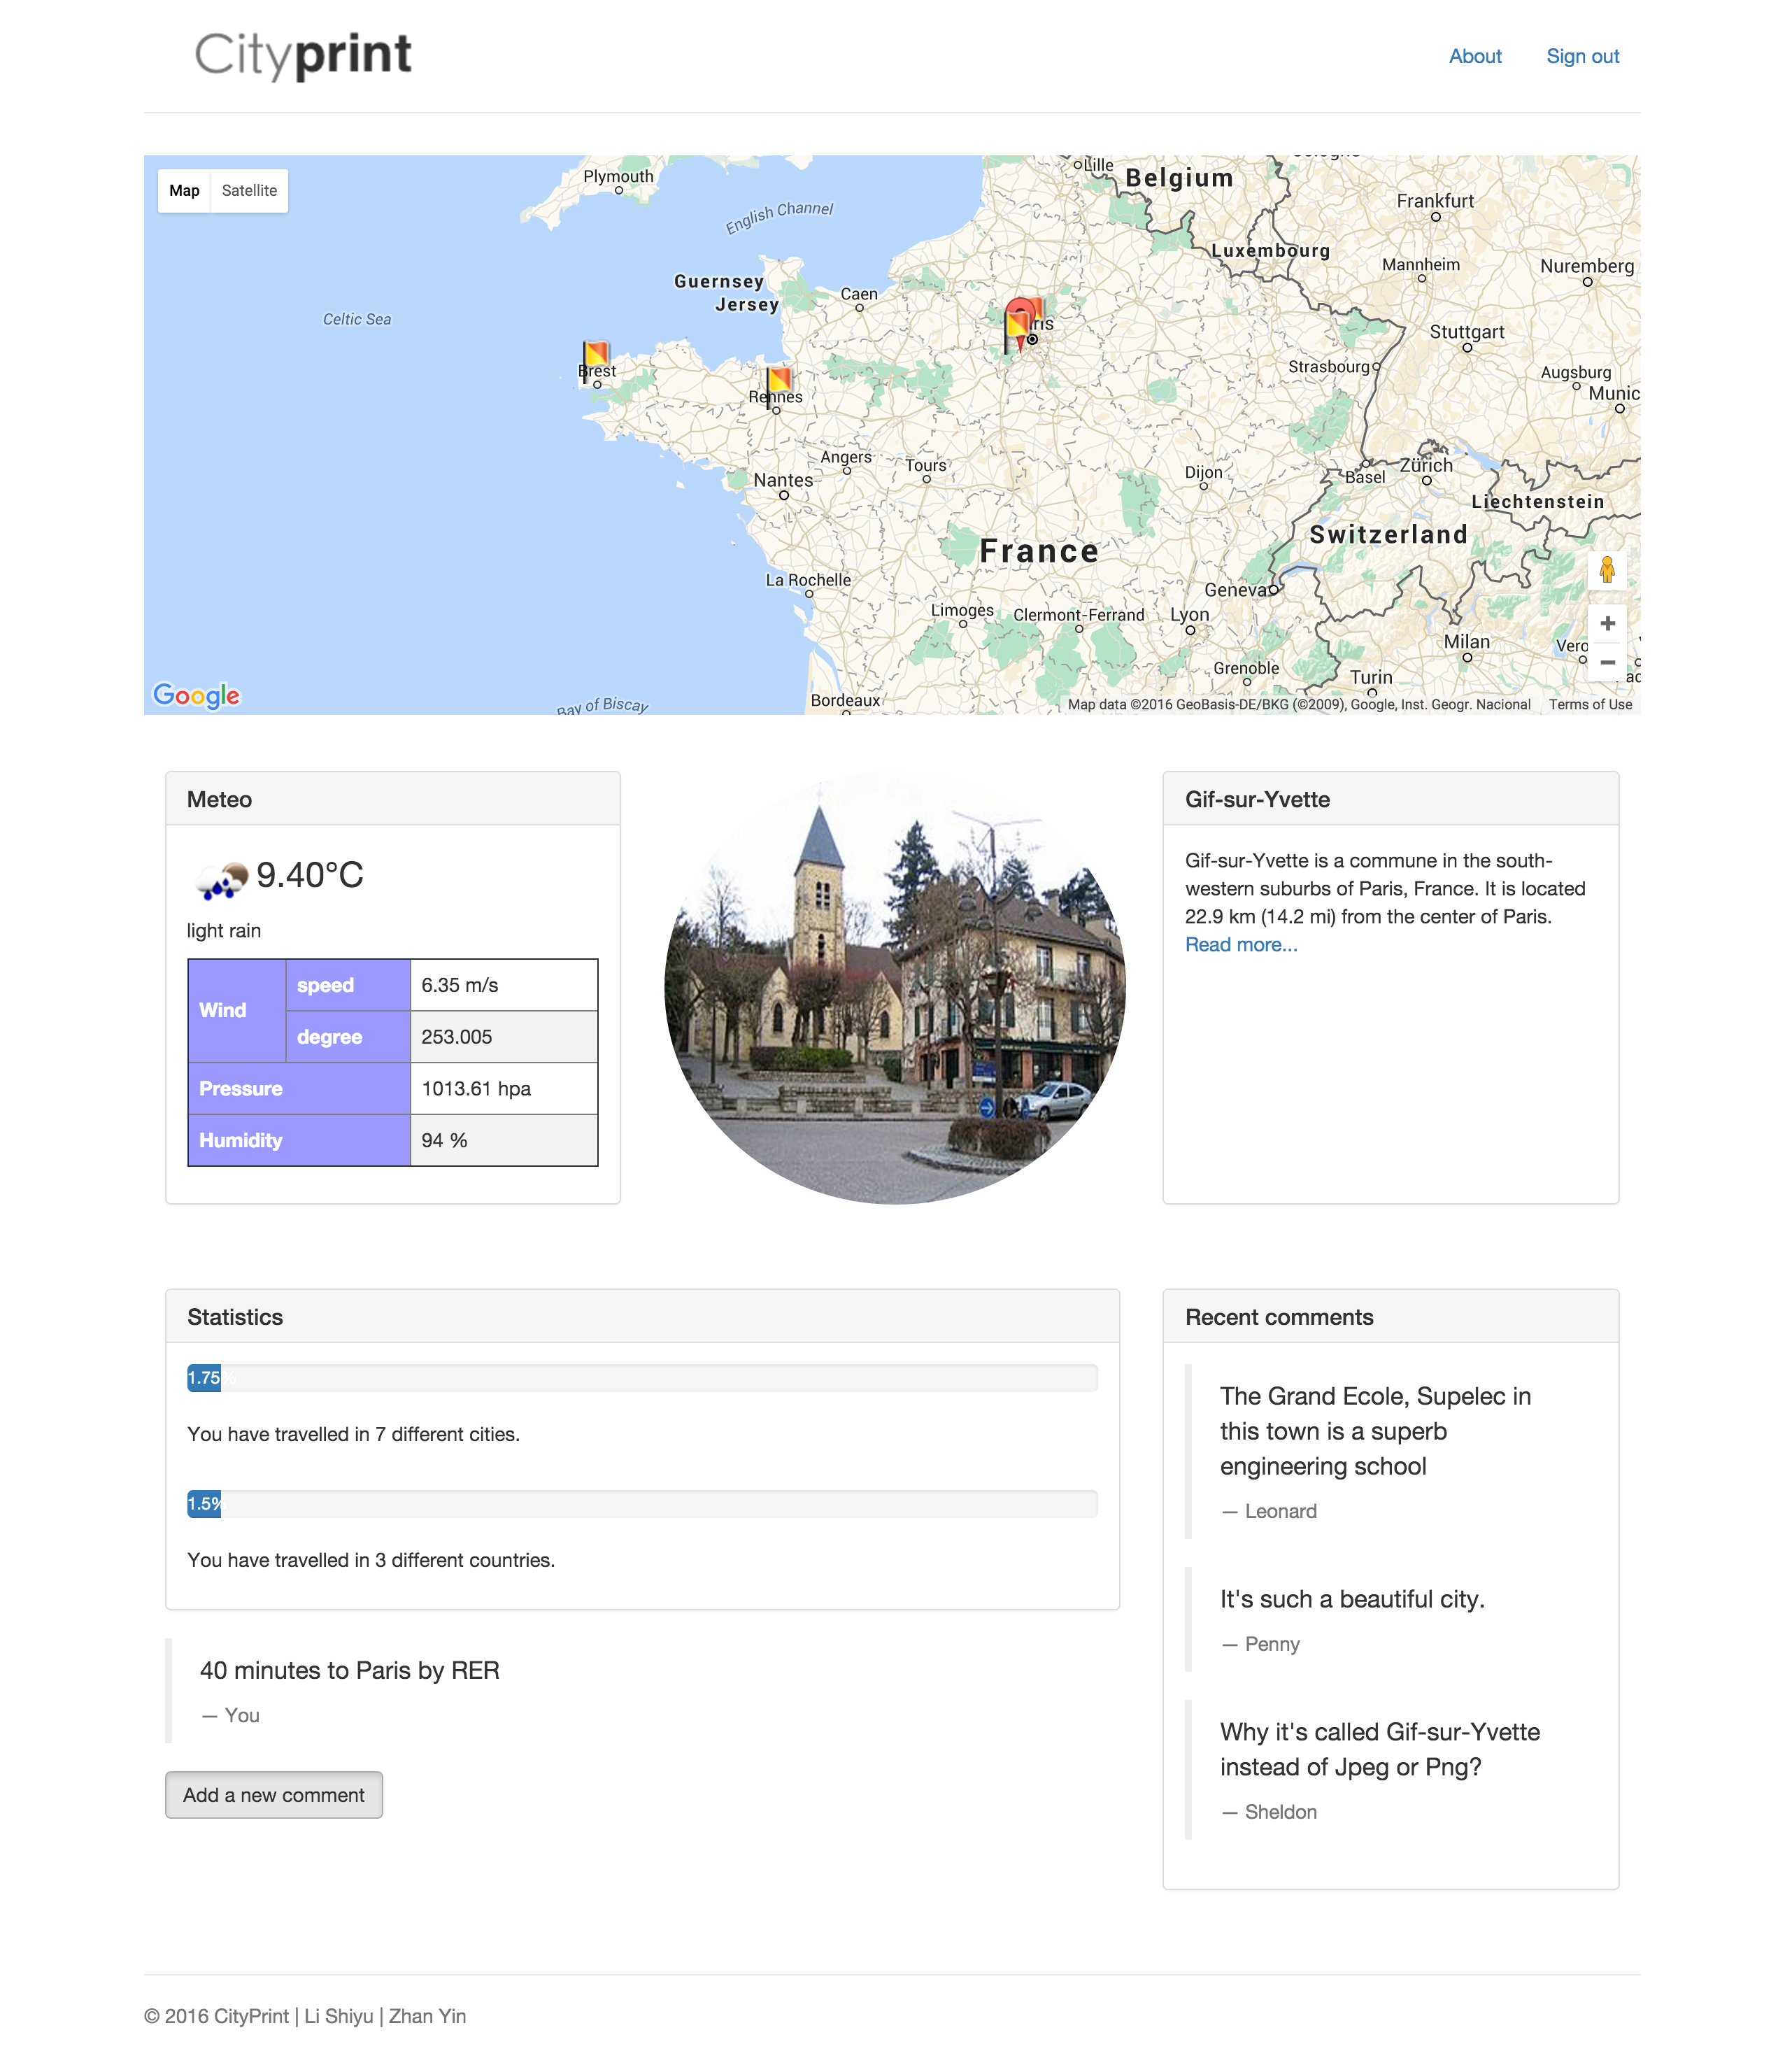 Cityprint
About
Sign out
Map
Satellite
Plymouth
English Channel
Lille
Belgium
Frankfurt
Luxembourg
Mannheim
Nuremberg
Guernsey
Jersey
Caen
Celtic Sea
Stuttgart
Strasbourg
Augsburg
Munic
Brest
Rennes
Angers
Tours
Nantes
Dijon
Basel
Zürich
Liechtenstein
Switzerland
France
La Rochelle
Geneva
Limoges
Clermont-Ferrand
Lyon
Milan
Vero
Grenoble
Turin
Bordeaux
Bay of Biscay
Google
Map data ©2016 GeoBasis-DE/BKG (©2009), Google, Inst. Geogr. Nacional
Terms of Use
Meteo
9.40°C
light rain
Wind
speed
6.35 m/s
degree
253.005
Pressure
1013.61 hpa
Humidity
94 %
Gif-sur-Yvette
Gif-sur-Yvette is a commune in the south-
western suburbs of Paris, France. It is located
22.9 km (14.2 mi) from the center of Paris.
Read more...
Statistics
1.75%
You have travelled in 7 different cities.
1.5%
You have travelled in 3 different countries.
40 minutes to Paris by RER
— You
Add a new comment
Recent comments
The Grand Ecole, Supelec in
this town is a superb
engineering school
— Leonard
It's such a beautiful city.
— Penny
Why it's called Gif-sur-Yvette
instead of Jpeg or Png?
— Sheldon
© 2016 CityPrint | Li Shiyu | Zhan Yin